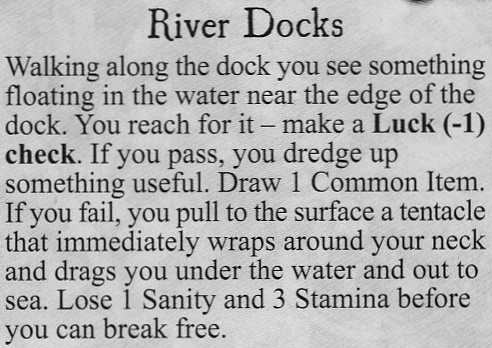 River Docks
Walking along the dock you see something
floating in the water near the edge of the
dock. You reach for it – make a Luck (-1)
check. If you pass, you dredge up
something useful. Draw 1 Common Item.
If you fail, you pull to the surface a tentacle
that immediately wraps around your neck
and drags you under the water and out to
sea. Lose 1 Sanity and 3 Stamina before
you can break free.